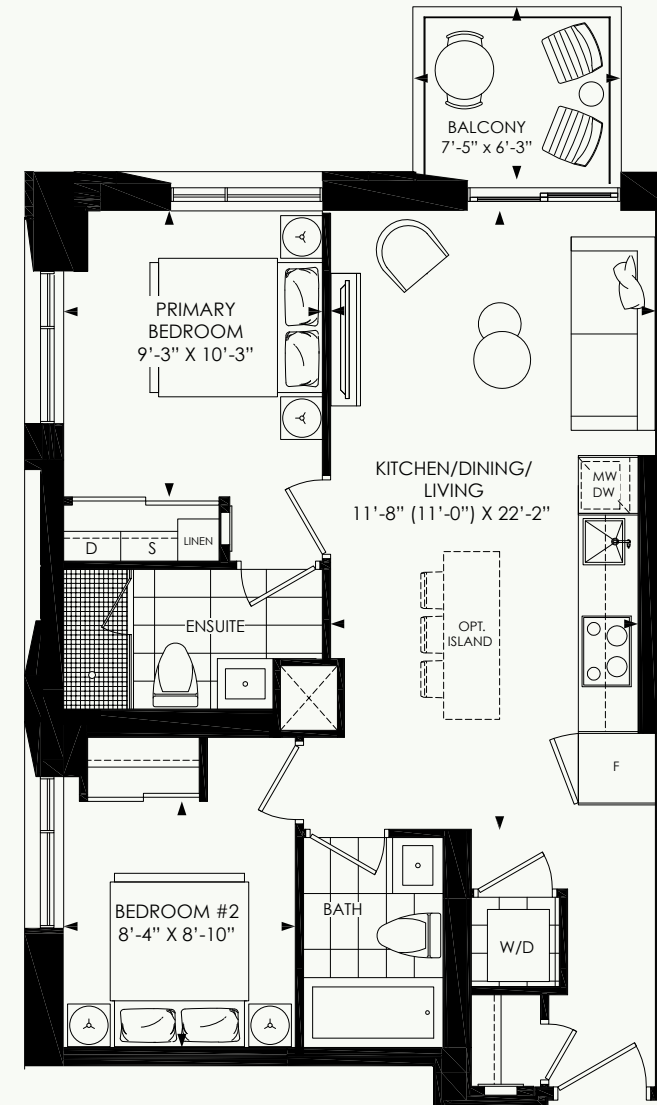 BALCONY
7'-5” x 6'-3”
PRIMARY
BEDROOM
9'-3” X 10'-3”
KITCHEN/DINING/
LIVING
11'-8” (11'-0”) X 22'-2”
MW
DW
D
S
LINEN
ENSUITE
OPT.
ISLAND
F
BEDROOM #2
8'-4” X 8'-10”
BATH
W/D